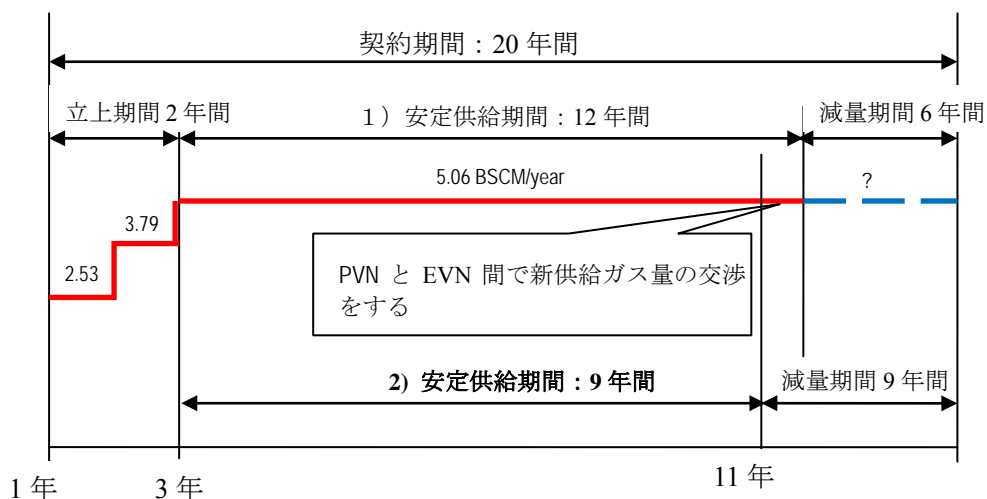 契約期間：20 年間
立上期間 2 年間
１）安定供給期間：12 年間
減量期間 6 年間
5.06 BSCM/year
?
3.79
2.53
PVN と EVN 間で新供給ガス量の交渉
をする
2) 安定供給期間：9 年間
減量期間 9 年間
1 年
3 年
11 年